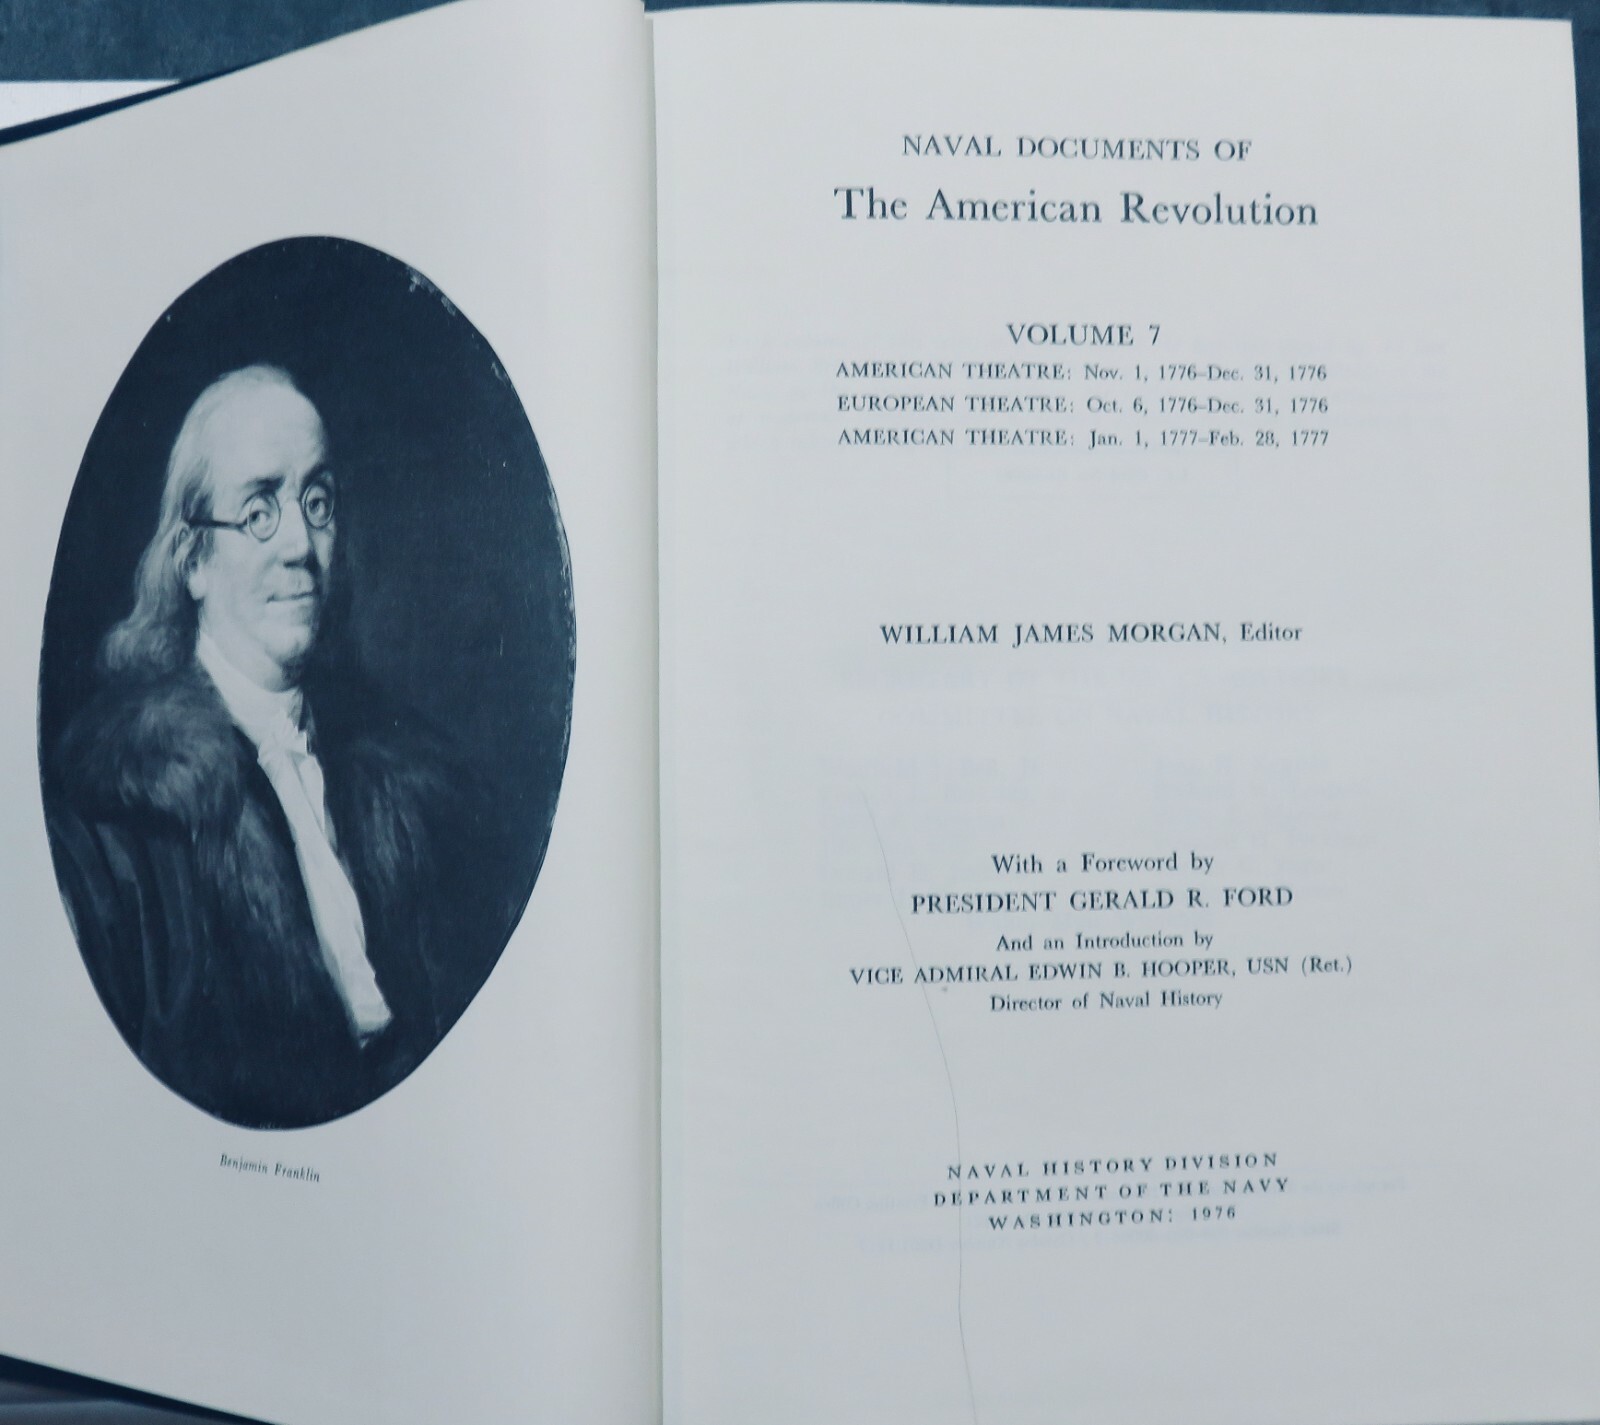 Benjamin Franklin
NAVAL DOCUMENTS OF
The American Revolution
VOLUME 7
AMERICAN THEATRE: Nov. 1, 1776–Dec. 31, 1776
EUROPEAN THEATRE: Oct. 6, 1776–Dec. 31, 1776
AMERICAN THEATRE: Jan. 1, 1777–Feb. 28, 1777
WILLIAM JAMES MORGAN, Editor
With a Foreword by
PRESIDENT GERALD R. FORD
And an Introduction by
VICE ADMIRAL EDWIN B. HOOPER, USN (Ret.)
Director of Naval History
NAVAL HISTORY DIVISION
DEPARTMENT OF THE NAVY
WASHINGTON: 1976